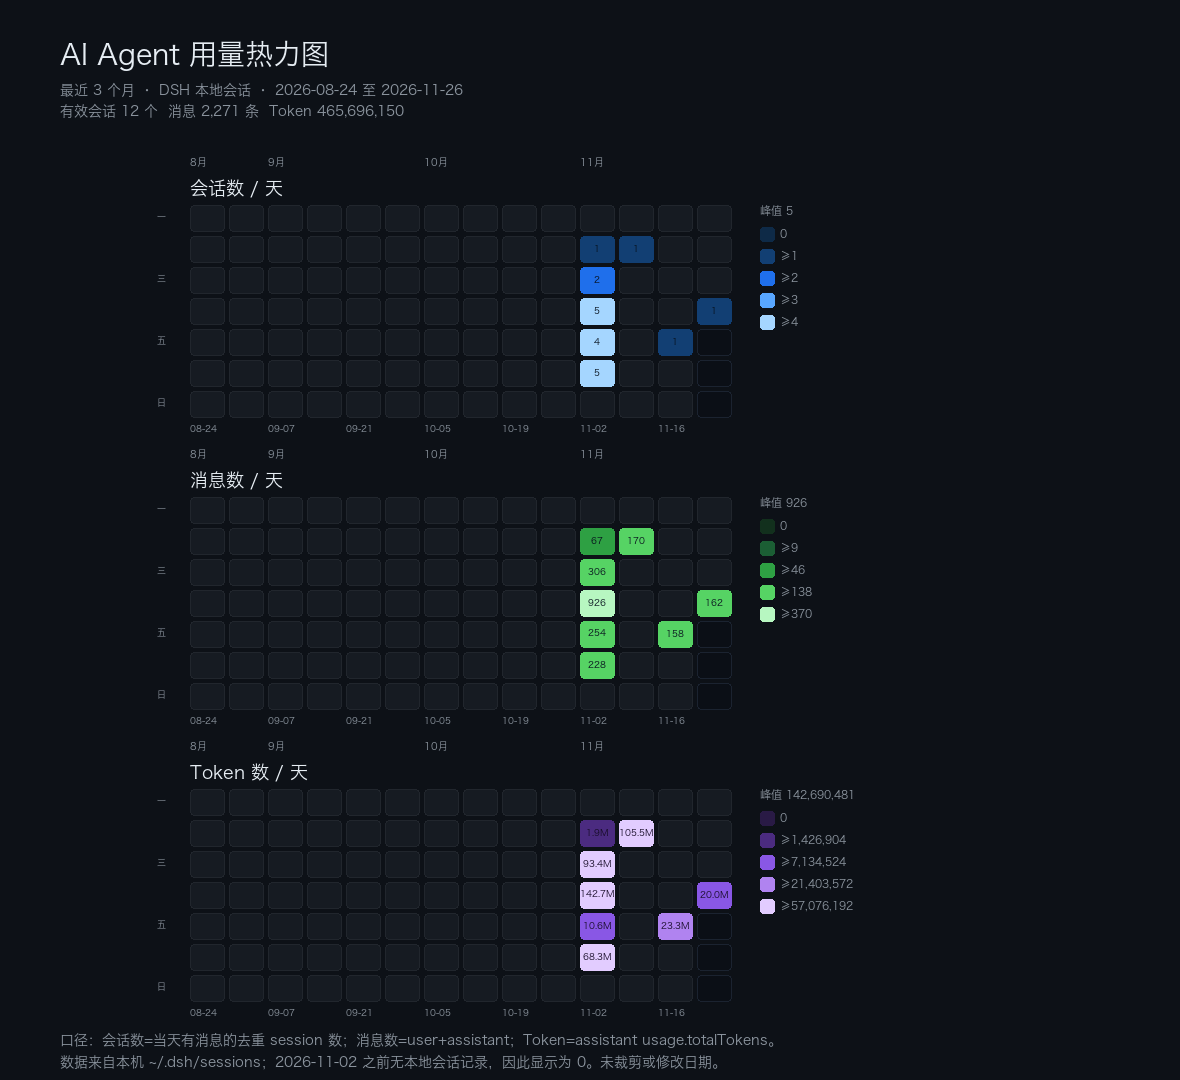 AI Agent 用量热力图
最近 3 个月 · DSH 本地会话 · 2026-08-24 至 2026-11-26
有效会话 12 个  消息 2,271 条  Token 465,696,150
8月 9月 10月 11月
会话数 / 天
峰值 5
0
≥1
≥2
≥3
≥4
一
1 1
三 2
5 1
五 4 1
5
日
08-24 09-07 09-21 10-05 10-19 11-02 11-16
8月 9月 10月 11月
消息数 / 天
峰值 926
0
≥9
≥46
≥138
≥370
一
67 170
三 306
926 162
五 254 158
228
日
08-24 09-07 09-21 10-05 10-19 11-02 11-16
8月 9月 10月 11月
Token 数 / 天
峰值 142,690,481
0
≥1,426,904
≥7,134,524
≥21,403,572
≥57,076,192
一
1.9M 105.5M
三 93.4M
142.7M 20.0M
五 10.6M 23.3M
68.3M
日
08-24 09-07 09-21 10-05 10-19 11-02 11-16
口径：会话数=当天有消息的去重 session 数；消息数=user+assistant；Token=assistant usage.totalTokens。
数据来自本机 ~/.dsh/sessions；2026-11-02 之前无本地会话记录，因此显示为 0。未裁剪或修改日期。